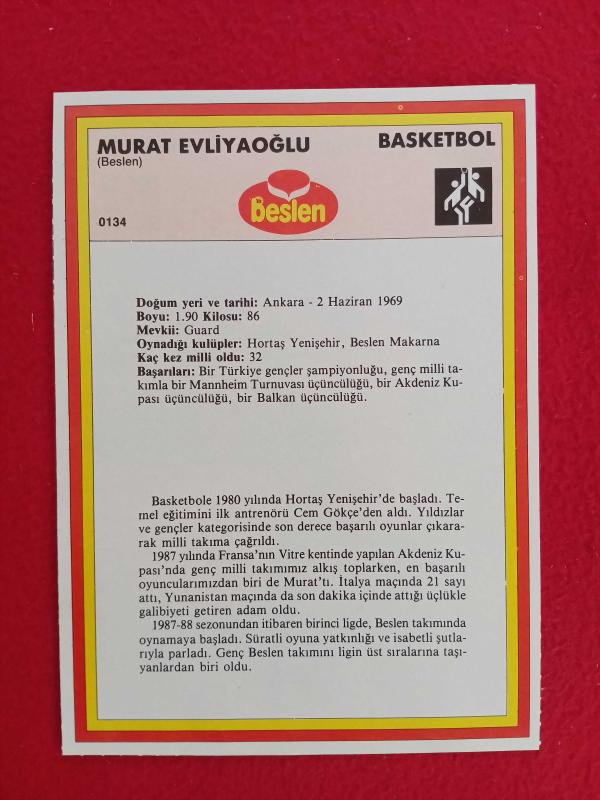 MURAT EVLİYAOĞLU
BASKETBOL
(Beslen)
Beslen
0134
Doğum yeri ve tarihi: Ankara - 2 Haziran 1969
Boyu: 1.90 Kilosu: 86
Mevkii: Guard
Oynadığı kulüpler: Hortaş Yenişehir, Beslen Makarna
Kaç kez milli oldu: 32
Başarıları: Bir Türkiye gençler şampiyonluğu, genç milli ta-
kımla bir Mannheim Turnuvası üçüncülüğü, bir Akdeniz Ku-
pası üçüncülüğü, bir Balkan üçüncülüğü.
Basketbole 1980 yılında Hortaş Yenişehir'de başladı. Te-
mel eğitimini ilk antrenörü Cem Gökçe'den aldı. Yıldızlar
ve gençler kategorisinde son derece başarılı oyunlar çıkara-
rak milli takıma çağrıldı.
1987 yılında Fransa'nın Vitre kentinde yapılan Akdeniz Ku-
pası'nda genç milli takımımız alkış toplarken, en başarılı
oyuncularımızdan biri de Murat'tı. İtalya maçında 21 sayı
attı, Yunanistan maçında da son dakika içinde attığı üçlükle
galibiyeti getiren adam oldu.
1987-88 sezonundan itibaren birinci ligde, Beslen takımında
oynamaya başladı. Süratli oyuna yatkınlığı ve isabetli şutla-
rıyla parladı. Genç Beslen takımını ligin üst sıralarına taşı-
yanlardan biri oldu.